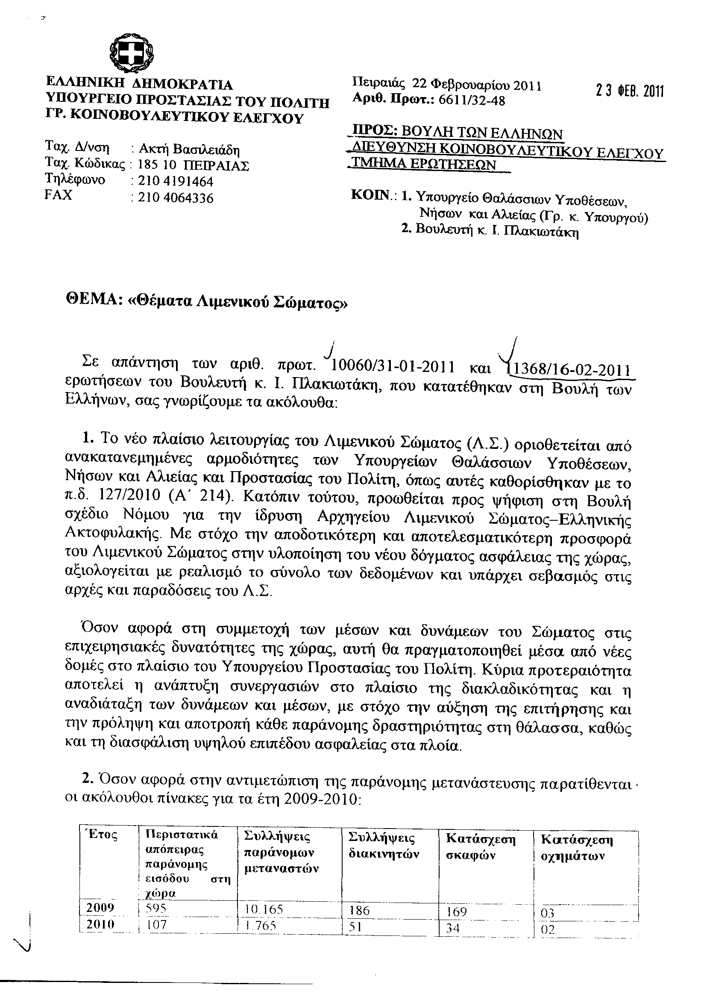 ΕΛΛΗΝΙΚΗ ΔΗΜΟΚΡΑΤΙΑ
ΥΠΟΥΡΓΕΙΟ ΠΡΟΣΤΑΣΙΑΣ ΤΟΥ ΠΟΛΙΤΗ
ΓΡ. ΚΟΙΝΟΒΟΥΛΕΥΤΙΚΟΥ ΕΛΕΓΧΟΥ
Ταχ. Δ/νση : Ακτή Βασιλειάδη
Ταχ. Κώδικας : 185 10 ΠΕΙΡΑΙΑΣ
Τηλέφωνο : 210 4191464
FAX : 210 4064336
Πειραιάς 22 Φεβρουαρίου 2011
Αριθ. Πρωτ.: 6611/32-48
23 ΦΕΒ. 2011
ΠΡΟΣ: ΒΟΥΛΗ ΤΩΝ ΕΛΛΗΝΩΝ
ΔΙΕΥΘΥΝΣΗ ΚΟΙΝΟΒΟΥΛΕΥΤΙΚΟΥ ΕΛΕΓΧΟΥ
ΤΜΗΜΑ ΕΡΩΤΗΣΕΩΝ
ΚΟΙΝ.: 1. Υπουργείο Θαλάσσιων Υποθέσεων,
Νήσων και Αλιείας (Γρ. κ. Υπουργού)
2. Βουλευτή κ. Ι. Πλακιωτάκη
ΘΕΜΑ: «Θέματα Λιμενικού Σώματος»
Σε απάντηση των αριθ. πρωτ. 10060/31-01-2011 και 11368/16-02-2011
ερωτήσεων του Βουλευτή κ. Ι. Πλακιωτάκη, που κατατέθηκαν στη Βουλή των
Ελλήνων, σας γνωρίζουμε τα ακόλουθα:
1. Το νέο πλαίσιο λειτουργίας του Λιμενικού Σώματος (Λ.Σ.) οριοθετείται από
ανακατανεμημένες αρμοδιότητες των Υπουργείων Θαλάσσιων Υποθέσεων,
Νήσων και Αλιείας και Προστασίας του Πολίτη, όπως αυτές καθορίσθηκαν με το
π.δ. 127/2010 (Α' 214). Κατόπιν τούτου, προωθείται προς ψήφιση στη Βουλή
σχέδιο Νόμου για την ίδρυση Αρχηγείου Λιμενικού Σώματος–Ελληνικής
Ακτοφυλακής. Με στόχο την αποδοτικότερη και αποτελεσματικότερη προσφορά
του Λιμενικού Σώματος στην υλοποίηση του νέου δόγματος ασφάλειας της χώρας,
αξιολογείται με ρεαλισμό το σύνολο των δεδομένων και υπάρχει σεβασμός στις
αρχές και παραδόσεις του Λ.Σ.
Όσον αφορά στη συμμετοχή των μέσων και δυνάμεων του Σώματος στις
επιχειρησιακές δυνατότητες της χώρας, αυτή θα πραγματοποιηθεί μέσα από νέες
δομές στο πλαίσιο του Υπουργείου Προστασίας του Πολίτη. Κύρια προτεραιότητα
αποτελεί η ανάπτυξη συνεργασιών στο πλαίσιο της διακλαδικότητας και η
αναδιάταξη των δυνάμεων και μέσων, με στόχο την αύξηση της επιτήρησης και
την πρόληψη και αποτροπή κάθε παράνομης δραστηριότητας στη θάλασσα, καθώς
και τη διασφάλιση υψηλού επιπέδου ασφαλείας στα πλοία.
2. Όσον αφορά στην αντιμετώπιση της παράνομης μετανάστευσης παρατίθενται
οι ακόλουθοι πίνακες για τα έτη 2009-2010:
Έτος Περιστατικά Συλλήψεις Συλλήψεις Κατάσχεση Κατάσχεση
απόπειρας παράνομων διακινητών σκαφών οχημάτων
παράνομης μεταναστών
εισόδου στη
χώρα
2009 595 10.165 186 169 03
2010 107 1.765 51 34 02